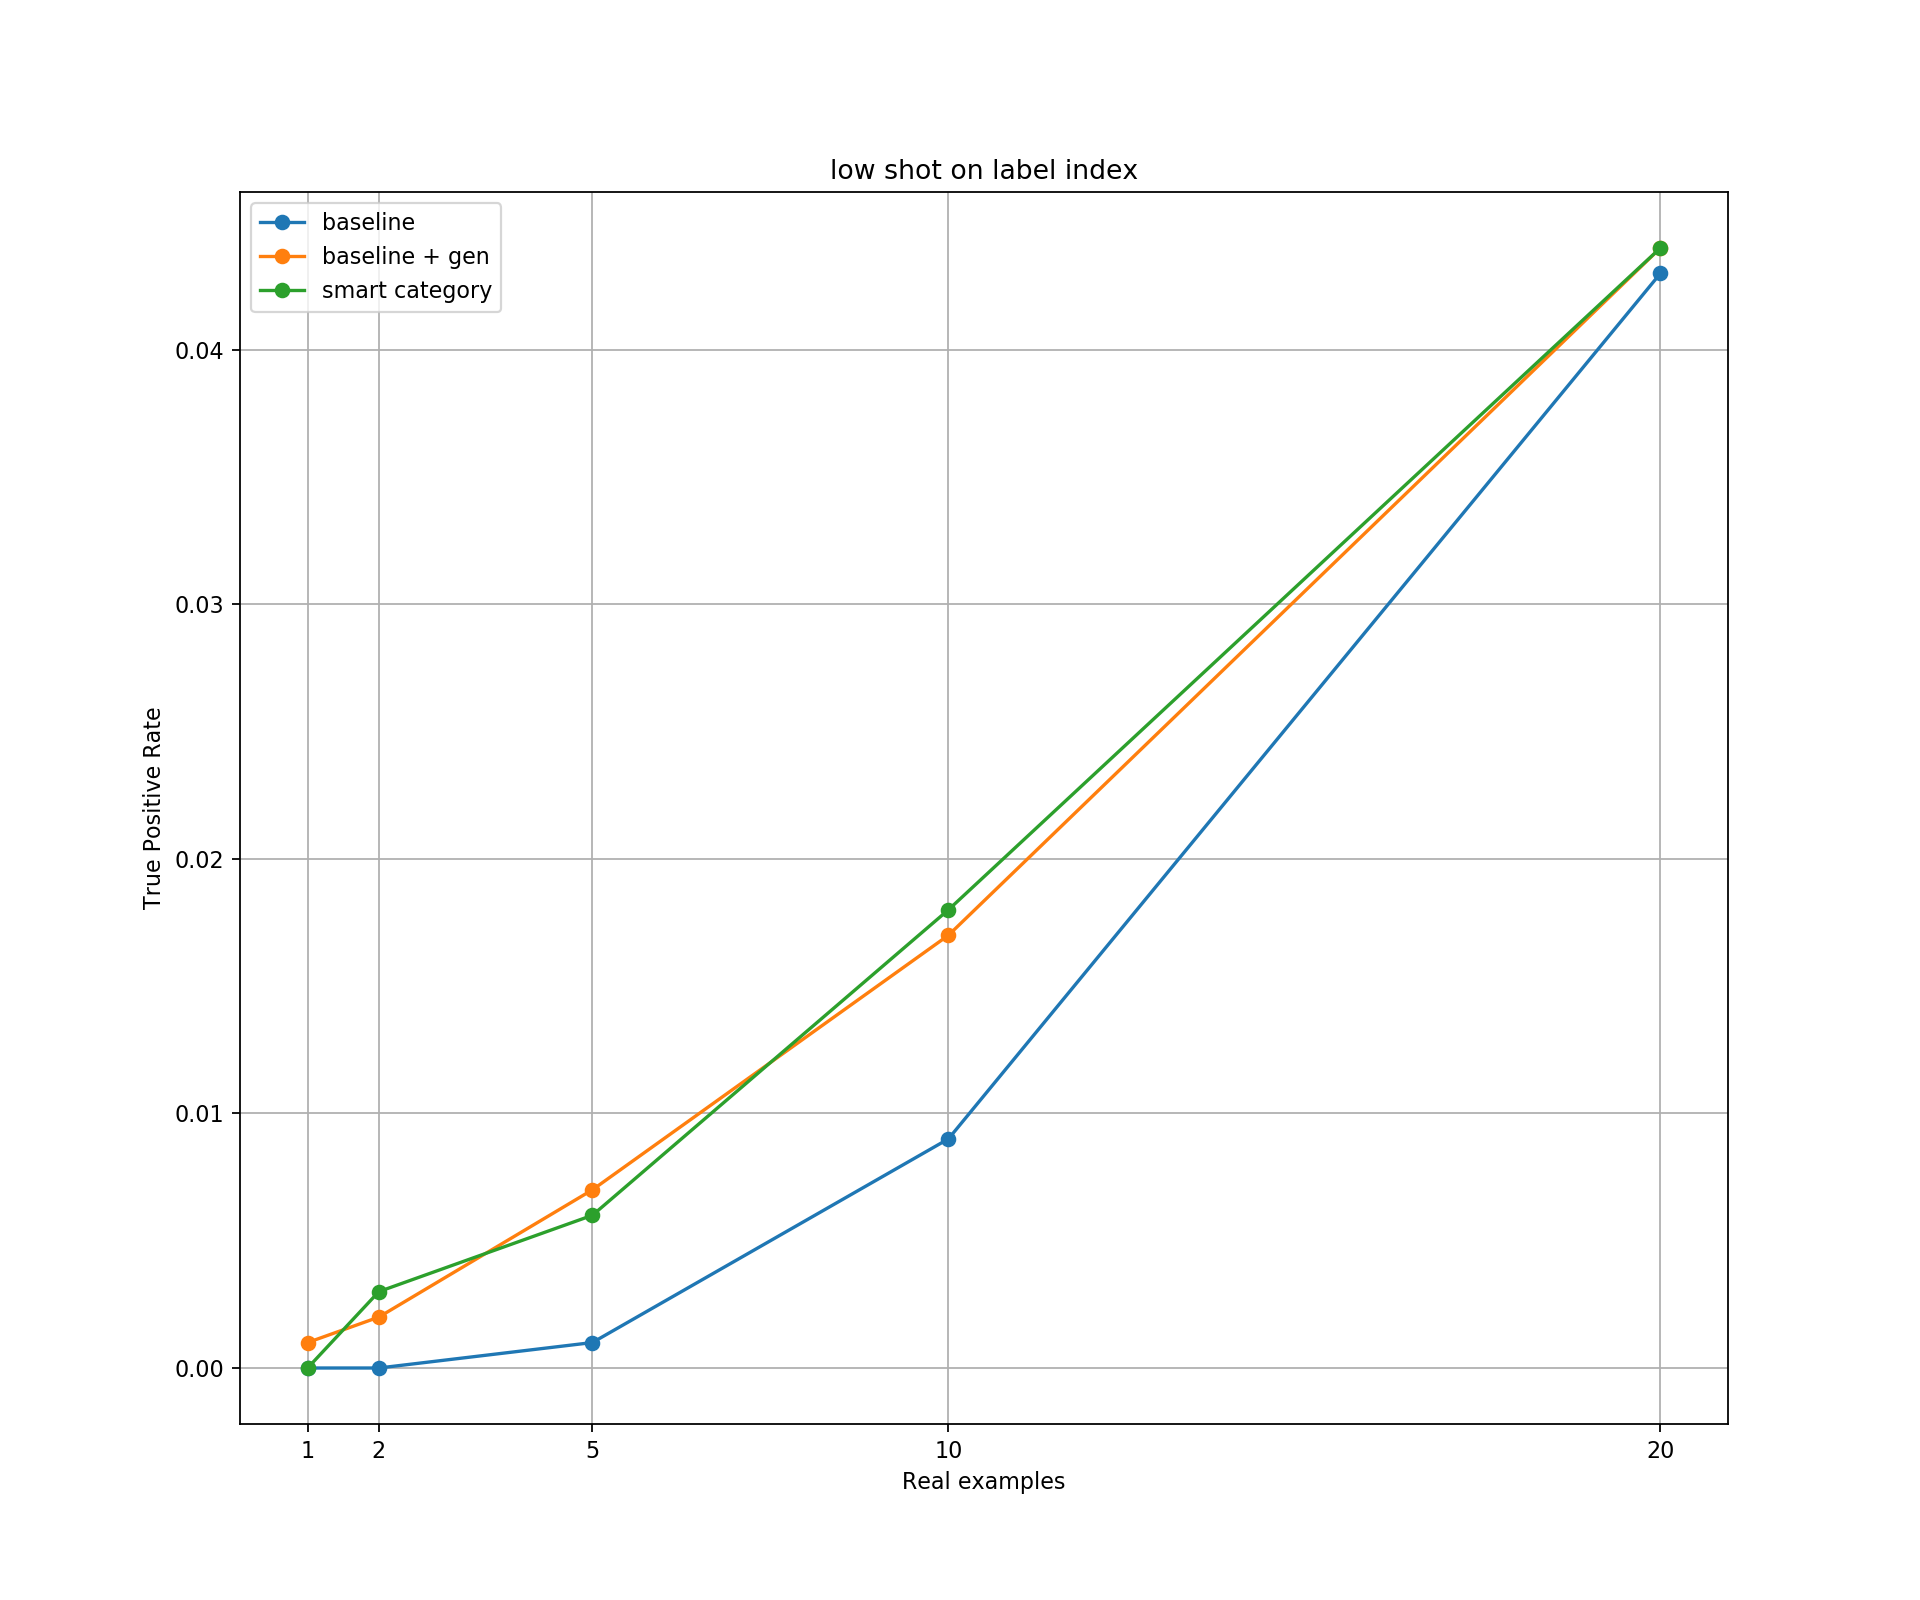 low shot on label index
baseline
baseline + gen
smart category
0.04
0.03
0.02
0.01
0.00
True Positive Rate
1 2 5 10 20
Real examples